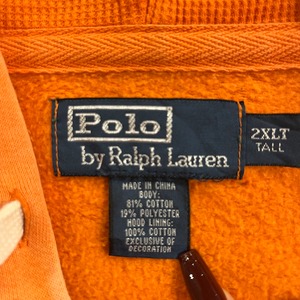 Polo
by Ralph Lauren
2XLT
TALL
MADE IN CHINA
BODY:
81% COTTON
19% POLYESTER
HOOD LINING:
100% COTTON
EXCLUSIVE OF
DECORATION